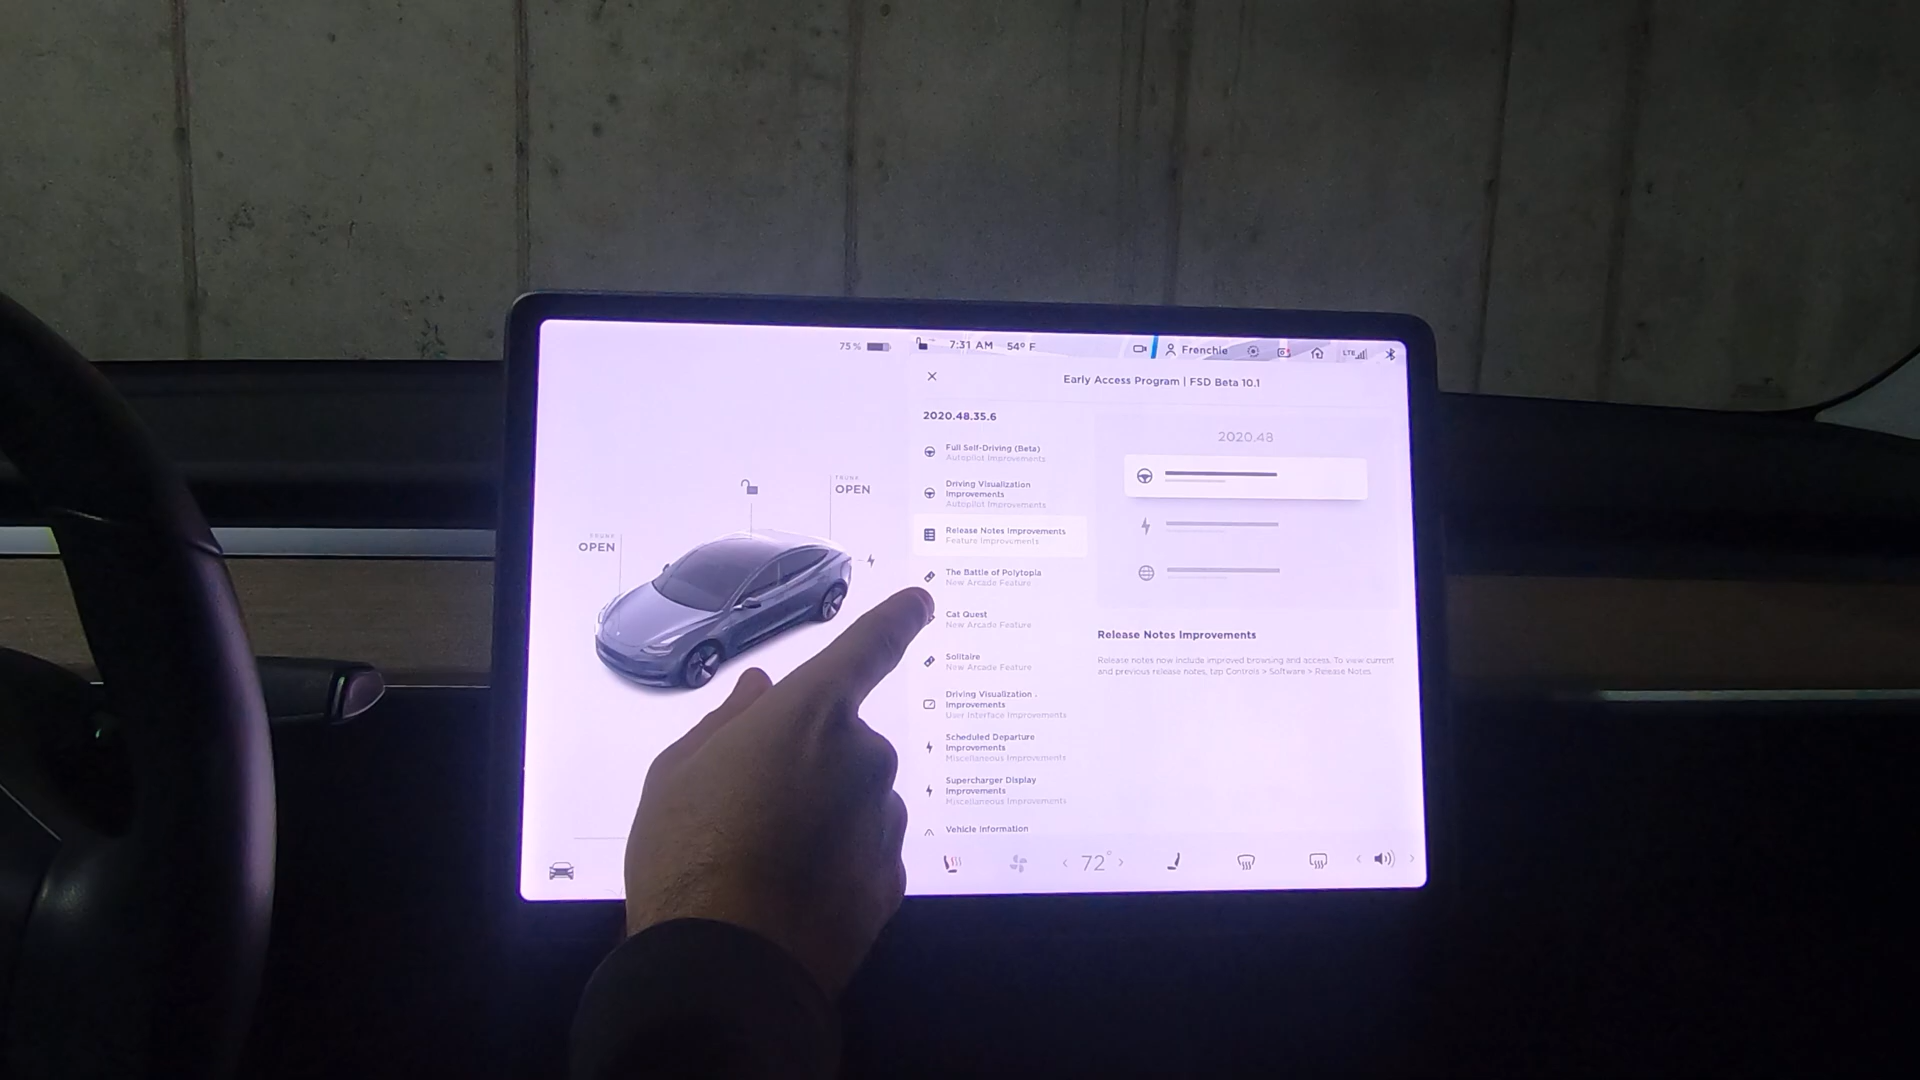 75 %
7:31 AM 54° F
Frenchie
LTE
Early Access Program | FSD Beta 10.1
2020.48.35.6
Full Self-Driving (Beta)
Autopilot Improvements
Driving Visualization
Improvements
Autopilot Improvements
Release Notes Improvements
Feature Improvements
The Battle of Polytopia
New Arcade Feature
Cat Quest
New Arcade Feature
Solitaire
New Arcade Feature
Driving Visualization
Improvements
User Interface Improvements
Scheduled Departure
Improvements
Miscellaneous Improvements
Supercharger Display
Improvements
Miscellaneous Improvements
Vehicle Information
2020.48
Release Notes Improvements
Release notes now include improved browsing and access. To view current
and previous release notes, tap Controls > Software > Release Notes.
TRUNK
OPEN
FRUNK
OPEN
72°